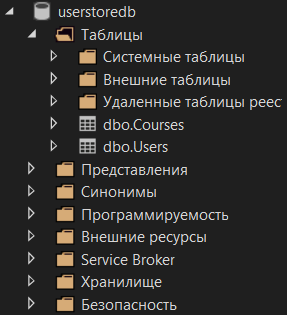 userstoredb
Таблицы
Системные таблицы
Внешние таблицы
Удаленные таблицы реес
dbo.Courses
dbo.Users
Представления
Синонимы
Программируемость
Внешние ресурсы
Service Broker
Хранилище
Безопасность